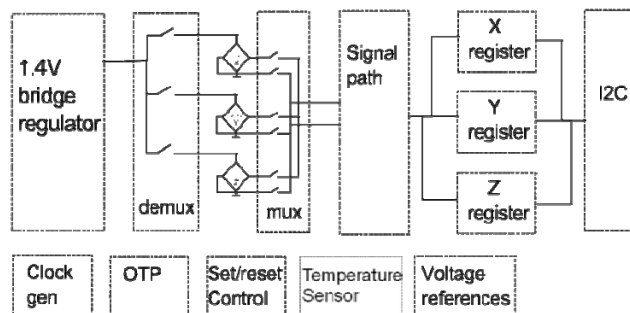 1.4V
bridge
regulator
demux
mux
Signal
path
X
register
Y
register
Z
register
I2C
Clock
gen
OTP
Set/reset
Control
Temperature
Sensor
Voltage
references